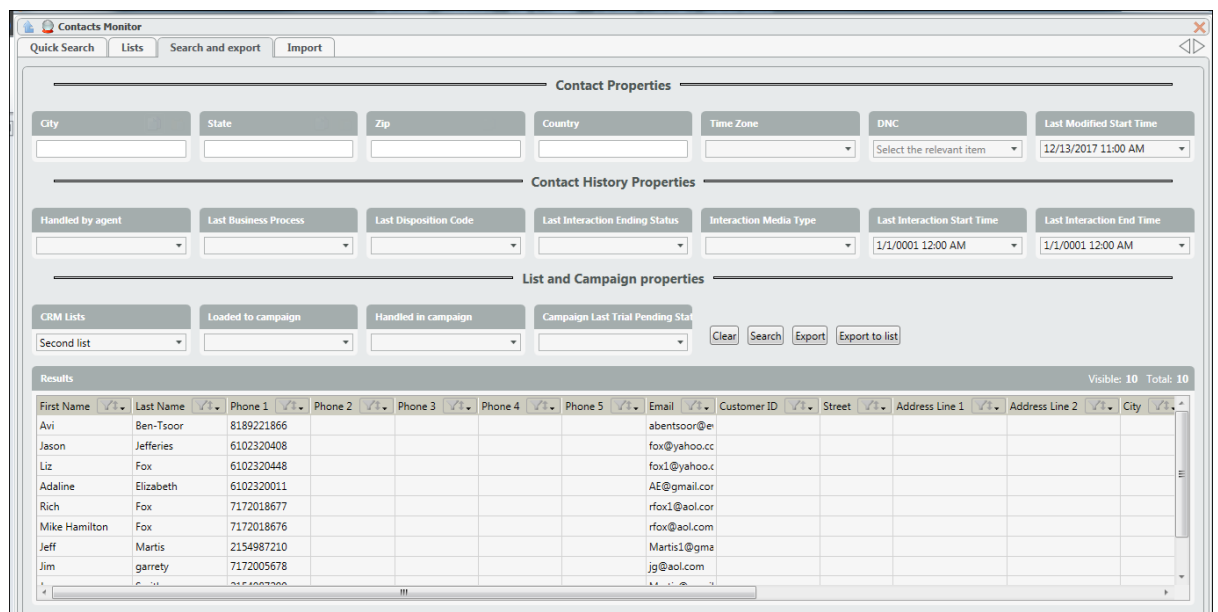 Contacts Monitor
Quick Search Lists Search and export Import
Contact Properties
City State Zip Country Time Zone DNC Last Modified Start Time
Select the relevant item 12/13/2017 11:00 AM
Contact History Properties
Handled by agent Last Business Process Last Disposition Code Last Interaction Ending Status Interaction Media Type Last Interaction Start Time Last Interaction End Time
1/1/0001 12:00 AM 1/1/0001 12:00 AM
List and Campaign properties
CRM Lists Loaded to campaign Handled in campaign Campaign Last Trial Pending Stat
Second list Clear Search Export Export to list
Results Visible: 10 Total: 10
First Name Last Name Phone 1 Phone 2 Phone 3 Phone 4 Phone 5 Email Customer ID Street Address Line 1 Address Line 2 City
Avi Ben-Tsoor 8189221866 abentsoor@e
Jason Jefferies 6102320408 fox@yahoo.cc
Liz Fox 6102320448 fox1@yahoo.c
Adaline Elizabeth 6102320011 AE@gmail.cor
Rich Fox 7172018677 rfox1@aol.cor
Mike Hamilton Fox 7172018676 rfox@aol.com
Jeff Martis 2154987210 Martis1@gma
Jim garrety 7172005678 jg@aol.com